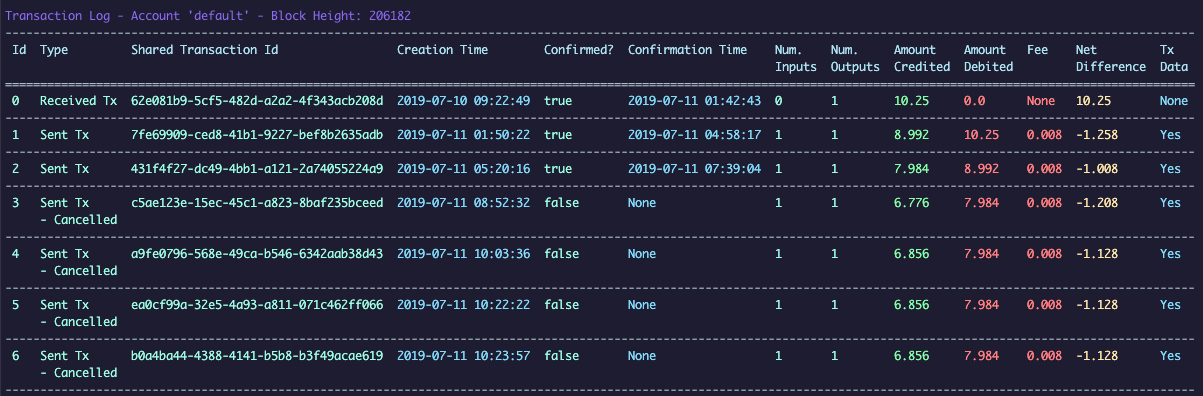 Transaction Log - Account 'default' - Block Height: 206182
Id Type Shared Transaction Id Creation Time Confirmed? Confirmation Time Num. Num. Amount Amount Fee Net Tx
Inputs Outputs Credited Debited Difference Data
0 Received Tx 62e081b9-5cf5-482d-a2a2-4f343acb208d 2019-07-10 09:22:49 true 2019-07-11 01:42:43 0 1 10.25 0.0 None 10.25 None
1 Sent Tx 7fe69909-ced8-41b1-9227-bef8b2635adb 2019-07-11 01:50:22 true 2019-07-11 04:58:17 1 1 8.992 10.25 0.008 -1.258 Yes
2 Sent Tx 431f4f27-dc49-4bb1-a121-2a74055224a9 2019-07-11 05:20:16 true 2019-07-11 07:39:04 1 1 7.984 8.992 0.008 -1.008 Yes
3 Sent Tx c5ae123e-15ec-45c1-a823-8baf235bceed 2019-07-11 08:52:32 false None 1 1 6.776 7.984 0.008 -1.208 Yes
- Cancelled
4 Sent Tx a9fe0796-568e-49ca-b546-6342aab38d43 2019-07-11 10:03:36 false None 1 1 6.856 7.984 0.008 -1.128 Yes
- Cancelled
5 Sent Tx ea0cf99a-32e5-4a93-a811-071c462ff066 2019-07-11 10:22:22 false None 1 1 6.856 7.984 0.008 -1.128 Yes
- Cancelled
6 Sent Tx b0a4ba44-4388-4141-b5b8-b3f49acae619 2019-07-11 10:23:57 false None 1 1 6.856 7.984 0.008 -1.128 Yes
- Cancelled